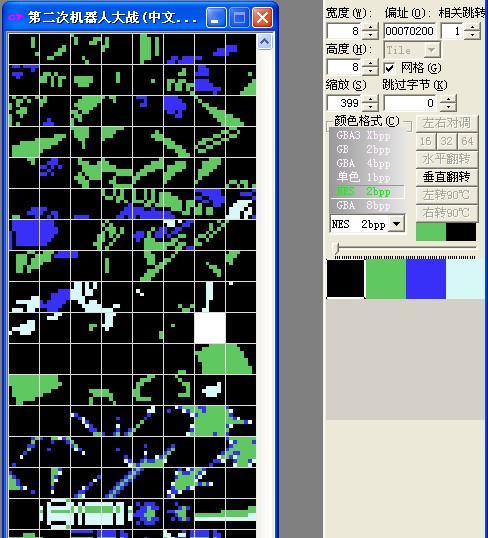 第二次机器人大战(中文...
宽度(W): 偏址(O): 相关跳转
8 00070200 1
高度(H): Tile
8 网格(G)
缩放(S) 跳过字节(K)
399 0
颜色格式(C)
GBA3 Xbpp
GB 2bpp
GBA 4bpp
单色 1bpp
NES 2bpp
GBA 8bpp
NES 2bpp
左右对调
16 32 64
水平翻转
垂直翻转
左转90℃
右转90℃